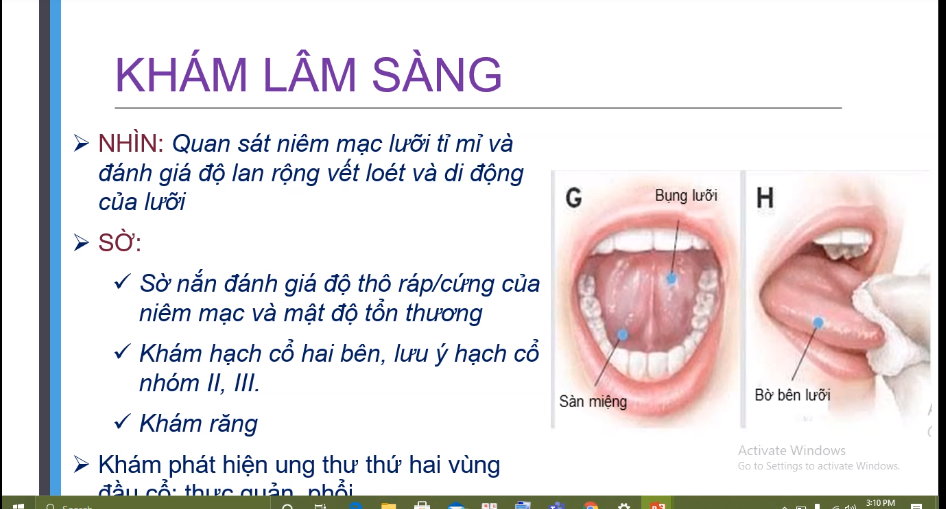 KHÁM LÂM SÀNG
➢ NHÌN: Quan sát niêm mạc lưỡi tỉ mỉ và
đánh giá độ lan rộng vết loét và di động
của lưỡi
➢ SỜ:
✓ Sờ nắn đánh giá độ thô ráp/cứng của
niêm mạc và mật độ tổn thương
✓ Khám hạch cổ hai bên, lưu ý hạch cổ
nhóm II, III.
✓ Khám răng
➢ Khám phát hiện ung thư thứ hai vùng
đầu cổ: thực quản, phổi
G
Bụng lưỡi
Sàn miệng
H
Bờ bên lưỡi
Activate Windows
Go to Settings to activate Windows.
3:10 PM